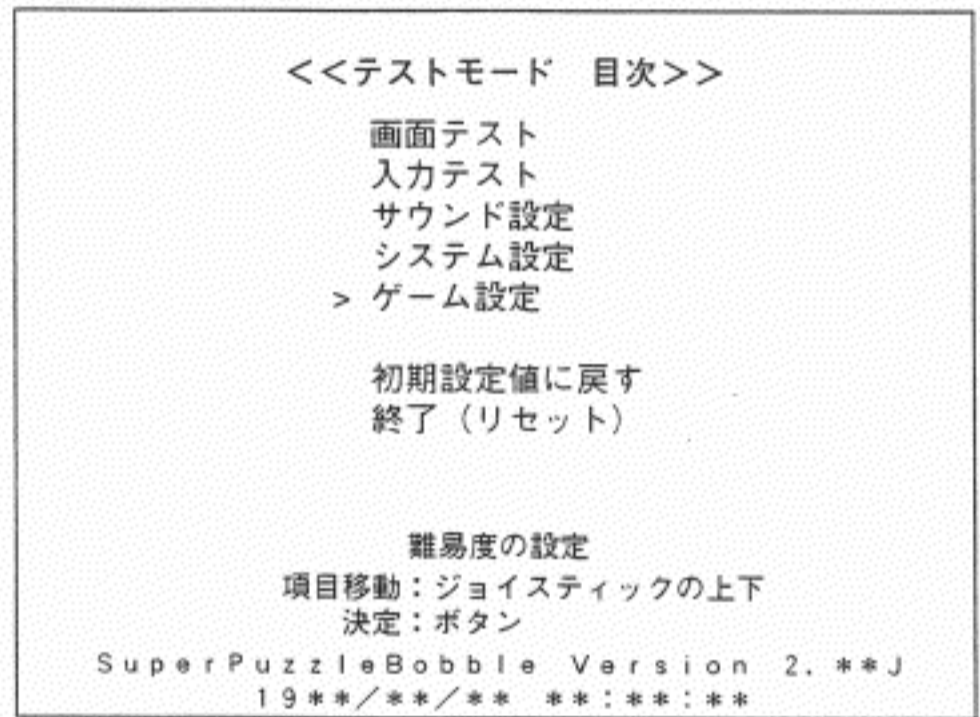 <<テストモード 目次>>
画面テスト
入力テスト
サウンド設定
システム設定
> ゲーム設定
初期設定値に戻す
終了(リセット)
難易度の設定
項目移動:ジョイスティックの上下
決定:ボタン
SuperPuzzleBobble Version 2.**J
19**/**/** **:**:**